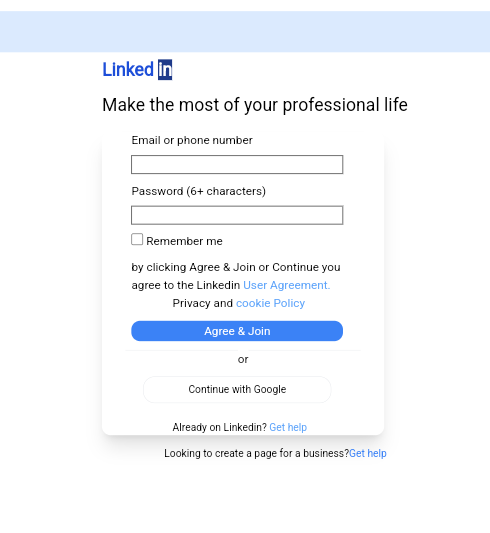 Linked in
Make the most of your professional life
Email or phone number
Password (6+ characters)
Remember me
by clicking Agree & Join or Continue you
agree to the Linkedin User Agreement.
Privacy and cookie Policy
Agree & Join
or
Continue with Google
Already on Linkedin? Get help
Looking to create a page for a business?Get help